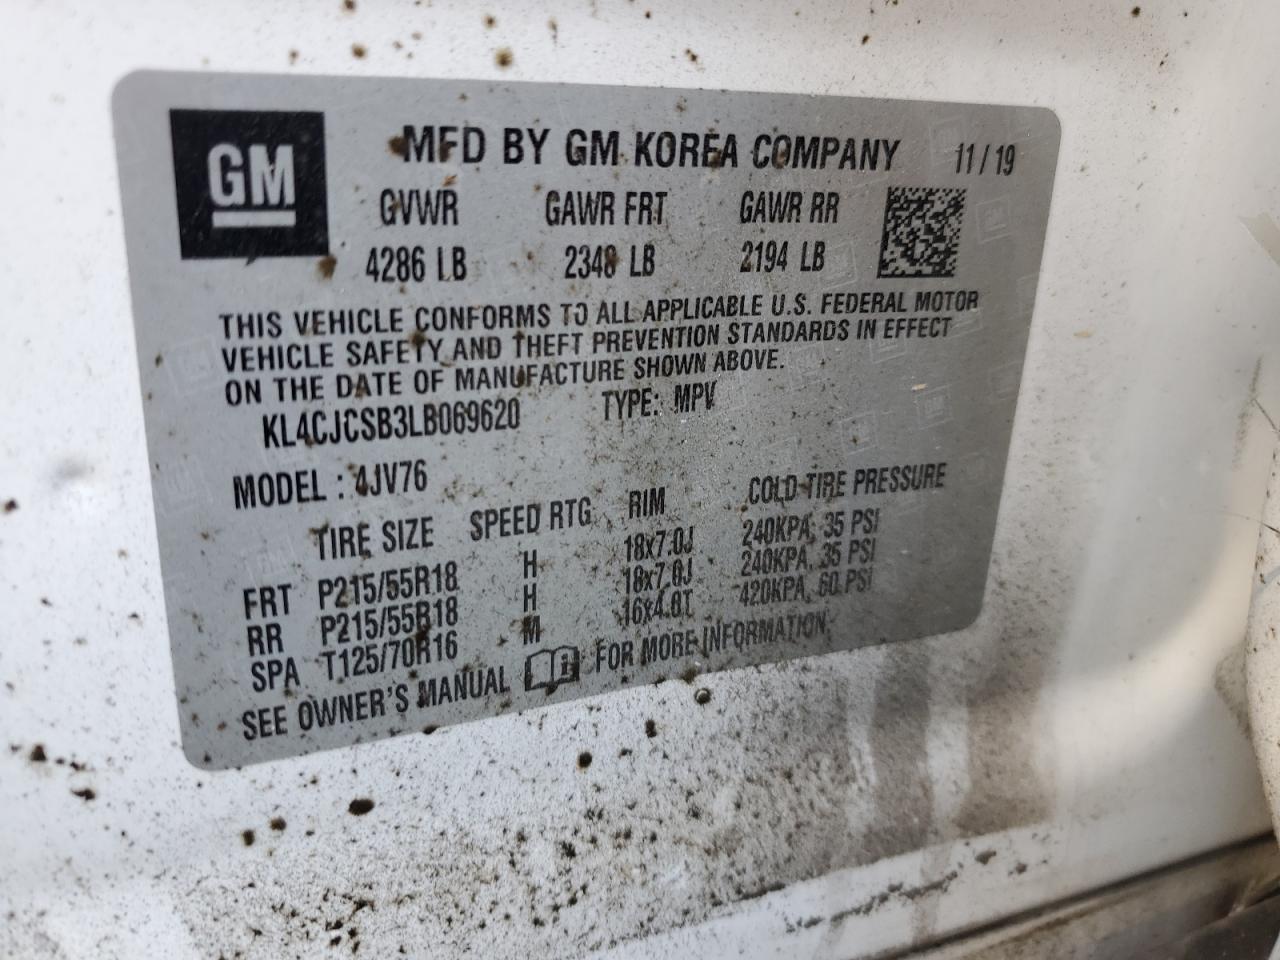 GM
MFD BY GM KOREA COMPANY 11/19
GVWR GAWR FRT GAWR RR
4286 LB 2348 LB 2194 LB
THIS VEHICLE CONFORMS TO ALL APPLICABLE U.S. FEDERAL MOTOR
VEHICLE SAFETY AND THEFT PREVENTION STANDARDS IN EFFECT
ON THE DATE OF MANUFACTURE SHOWN ABOVE.
KL4CJCSB3LB069620 TYPE: MPV
MODEL : 4JV76
TIRE SIZE SPEED RTG RIM COLD TIRE PRESSURE
FRT P215/55R18 H 18x7.0J 240KPA, 35 PSI
RR P215/55R18 H 18x7.0J 240KPA, 35 PSI
SPA T125/70R16 M 16x4.0T 420KPA, 60 PSI
SEE OWNER'S MANUAL FOR MORE INFORMATION.